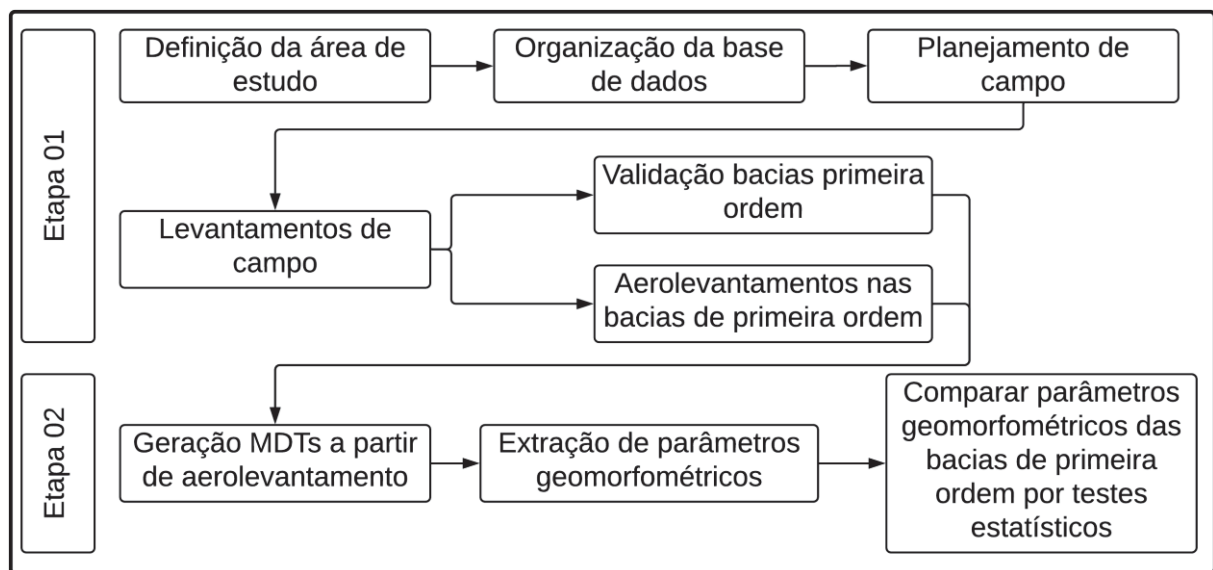 Etapa 01
Definição da área de
estudo
Organização da base
de dados
Planejamento de
campo
Levantamentos de
campo
Validação bacias primeira
ordem
Aerolevantamentos nas
bacias de primeira ordem
Etapa 02
Geração MDTs a partir
de aerolevantamento
Extração de parâmetros
geomorfométricos
Comparar parâmetros
geomorfométricos das
bacias de primeira
ordem por testes
estatísticos